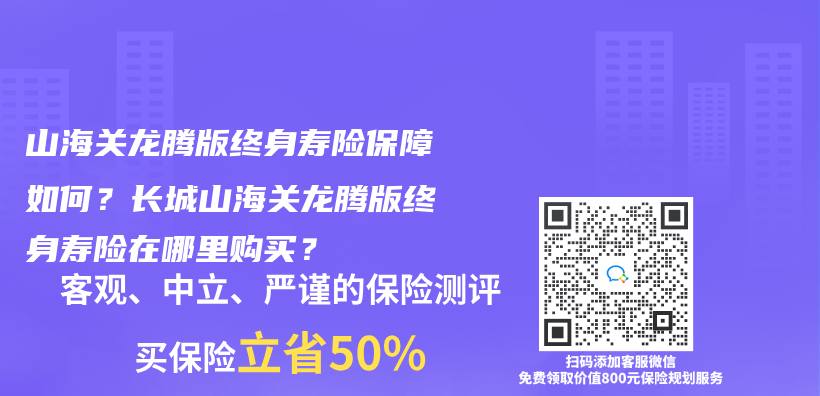 山海关龙腾版终身寿险保障
如何？长城山海关龙腾版终
身寿险在哪里购买？
客观、中立、严谨的保险测评
买保险立省50%
扫码添加客服微信
免费领取价值800元保险规划服务